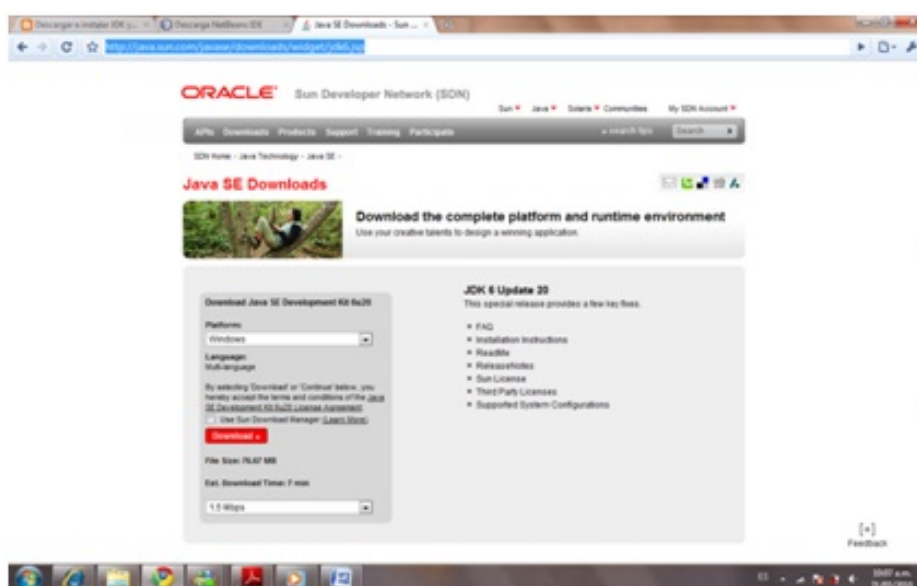 Descargar e instalar JDK y...
Descarga NetBeans IDE
Java SE Downloads - Sun ...
http://java.sun.com/javase/downloads/widget/jdk6.jsp
ORACLE Sun Developer Network (SDN)
Sun Java Solaris Communities My SDN Account
APIs Downloads Products Support Training Participate
» search tips Search
SDN Home > Java Technology > Java SE >
Java SE Downloads
Download the complete platform and runtime environment
Use your creative talents to design a winning application.
Download Java SE Development Kit 6u20
Platform:
Windows
Language:
Multi-language
By selecting 'Download' or 'Continue' below, you
hereby accept the terms and conditions of the Java
SE Development Kit 6u20 License Agreement.
Use Sun Download Manager (Learn More)
Download »
File Size: 76.67 MB
Est. Download Time: 7 min
1.5 Mbps
JDK 6 Update 20
This special release provides a few key fixes.
FAQ
Installation Instructions
ReadMe
ReleaseNotes
Sun License
Third Party Licenses
Supported System Configurations
[+]
Feedback
ES
10:07 a.m.